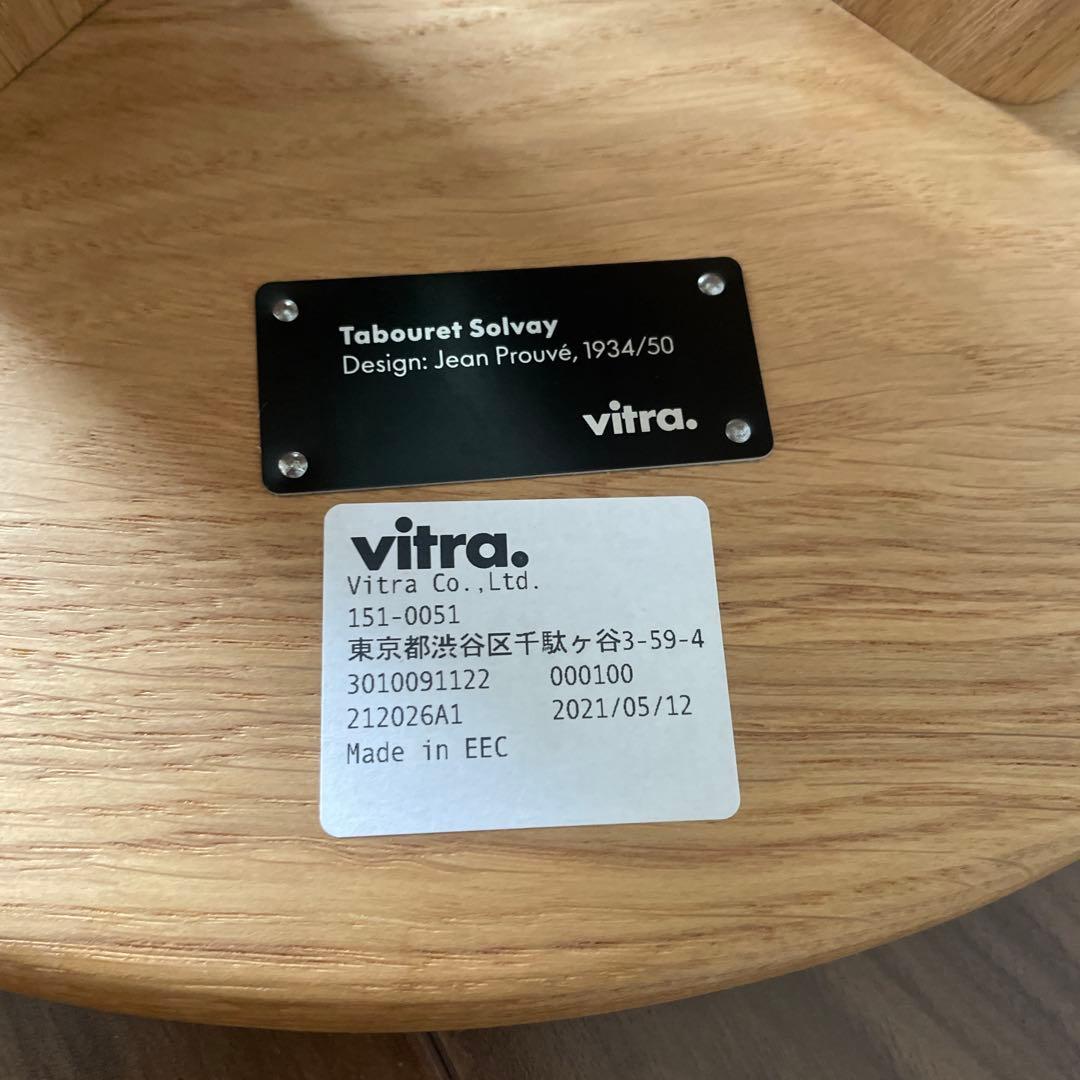 Tabouret Solvay
Design: Jean Prouvé, 1934/50
vitra.
vitra.
Vitra Co.,Ltd.
151-0051
東京都渋谷区千駄ヶ谷3-59-4
3010091122 000100
212026A1 2021/05/12
Made in EEC